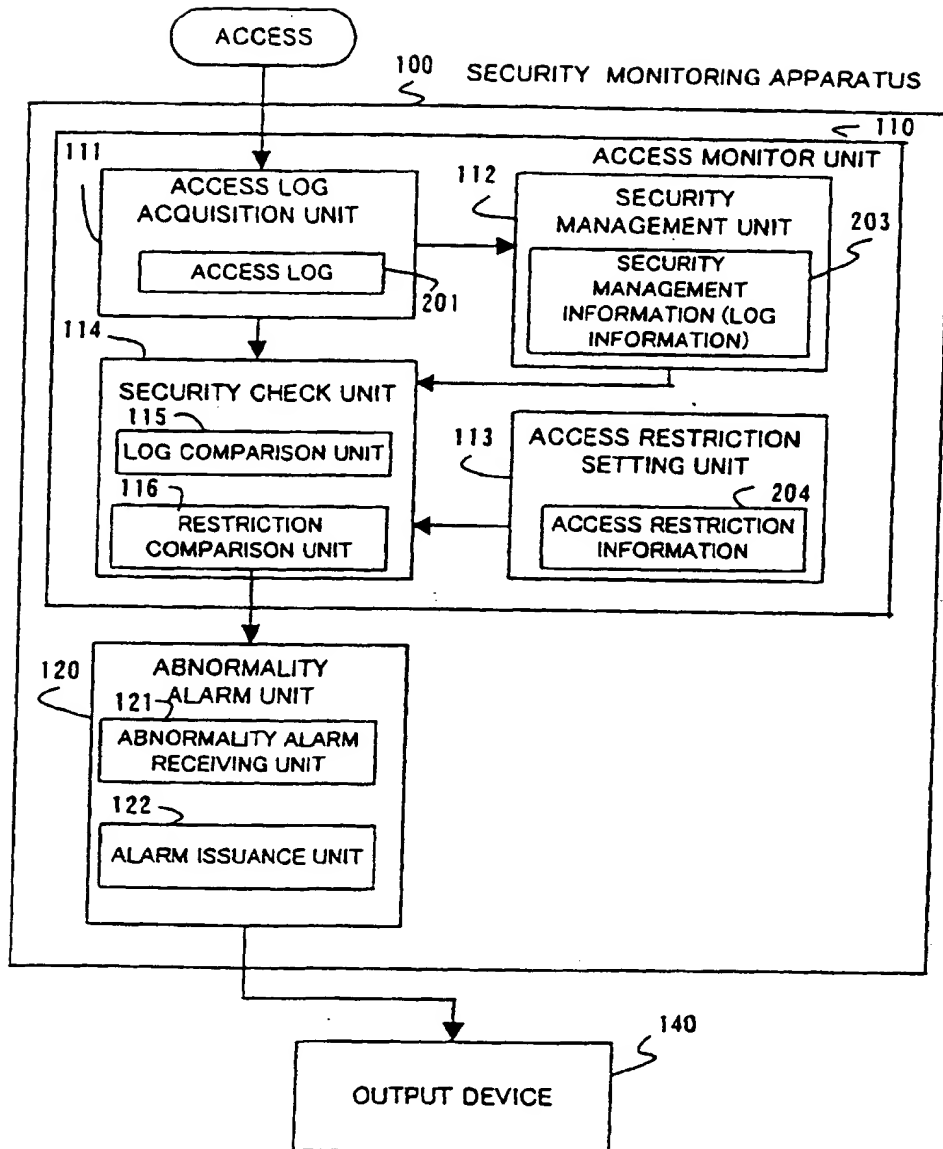 ACCESS
100 SECURITY MONITORING APPARATUS
110
ACCESS MONITOR UNIT
111
ACCESS LOG
ACQUISITION UNIT
ACCESS LOG
201
112
SECURITY
MANAGEMENT UNIT
203
SECURITY
MANAGEMENT
INFORMATION (LOG
INFORMATION)
114
SECURITY CHECK UNIT
115
LOG COMPARISON UNIT
116
RESTRICTION
COMPARISON UNIT
113
ACCESS RESTRICTION
SETTING UNIT
204
ACCESS RESTRICTION
INFORMATION
120
ABNORMALITY
ALARM UNIT
121
ABNORMALITY ALARM
RECEIVING UNIT
122
ALARM ISSUANCE UNIT
140
OUTPUT DEVICE